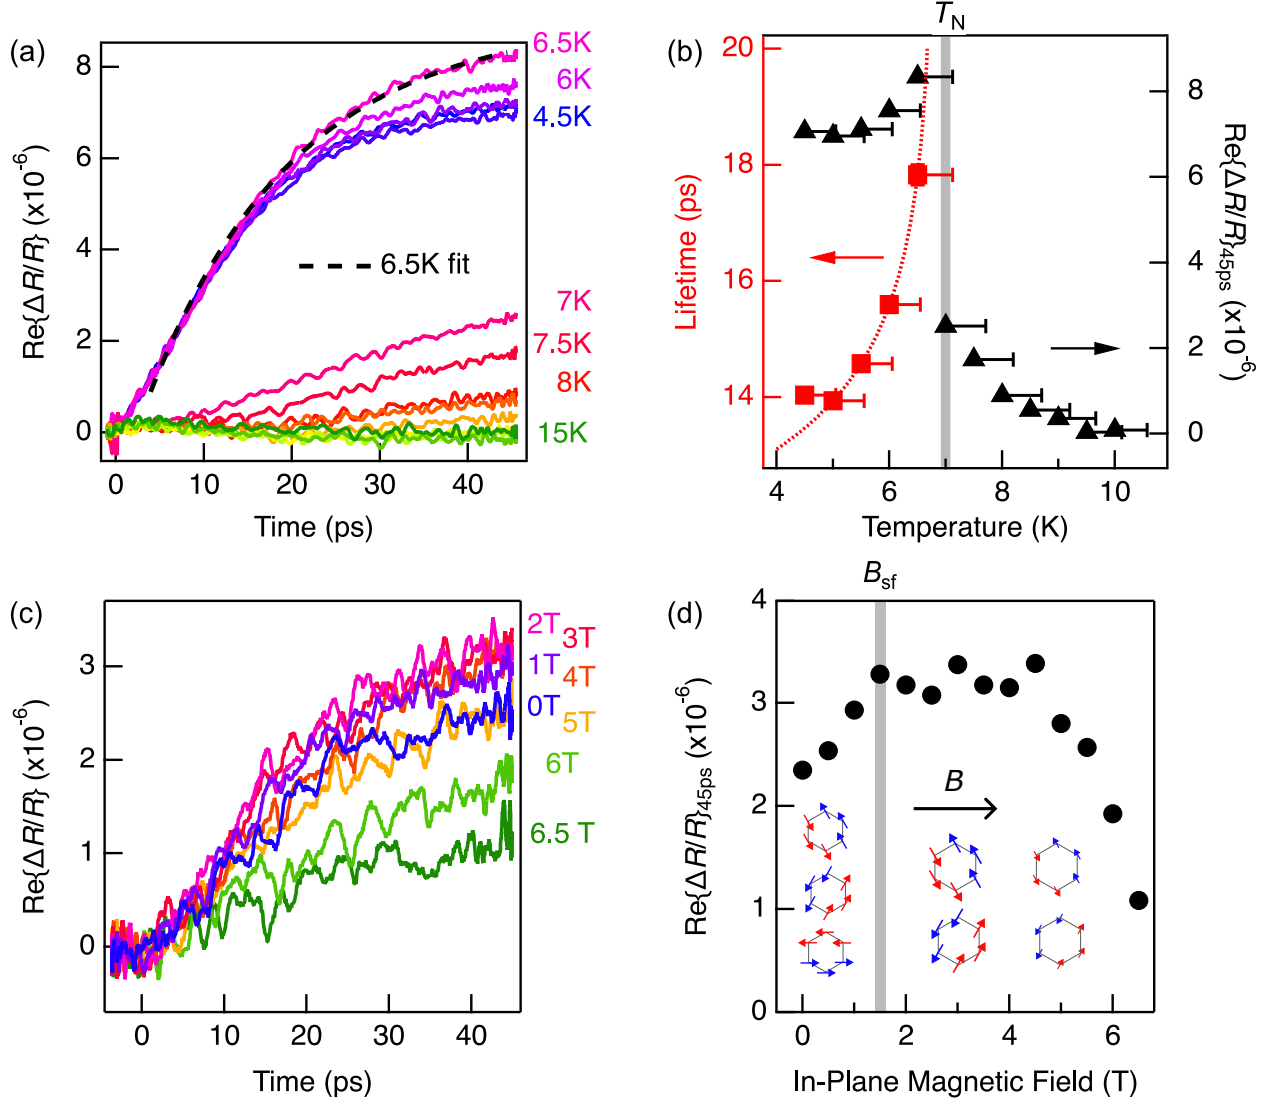 (a)
8
6
4
2
0
Re{ΔR/R} (x10⁻⁶)
6.5K
6K
4.5K
6.5K fit
7K
7.5K
8K
15K
0 10 20 30 40
Time (ps)
(b)
T_N
20
18
16
14
Lifetime (ps)
8
6
4
2
0
Re{ΔR/R}₄₅ₚₛ (x10⁻⁶)
4 6 8 10
Temperature (K)
(c)
3
2
1
0
Re{ΔR/R} (x10⁻⁶)
2T 3T
1T 4T
0T 5T
6T
6.5 T
0 10 20 30 40
Time (ps)
(d)
B_sf
4
3
2
1
0
Re{ΔR/R}₄₅ₚₛ (x10⁻⁶)
B
0 2 4 6
In-Plane Magnetic Field (T)